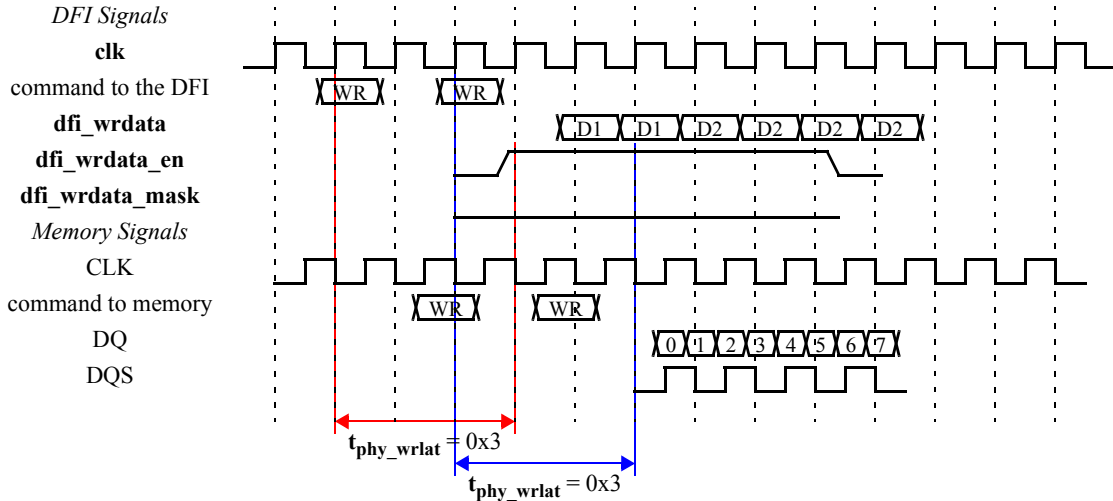 DFI Signals
clk
command to the DFI WR WR
dfi_wrdata D1 D1 D2 D2 D2 D2
dfi_wrdata_en
dfi_wrdata_mask
Memory Signals
CLK
command to memory WR WR
DQ 0 1 2 3 4 5 6 7
DQS
tphy_wrlat = 0x3
tphy_wrlat = 0x3